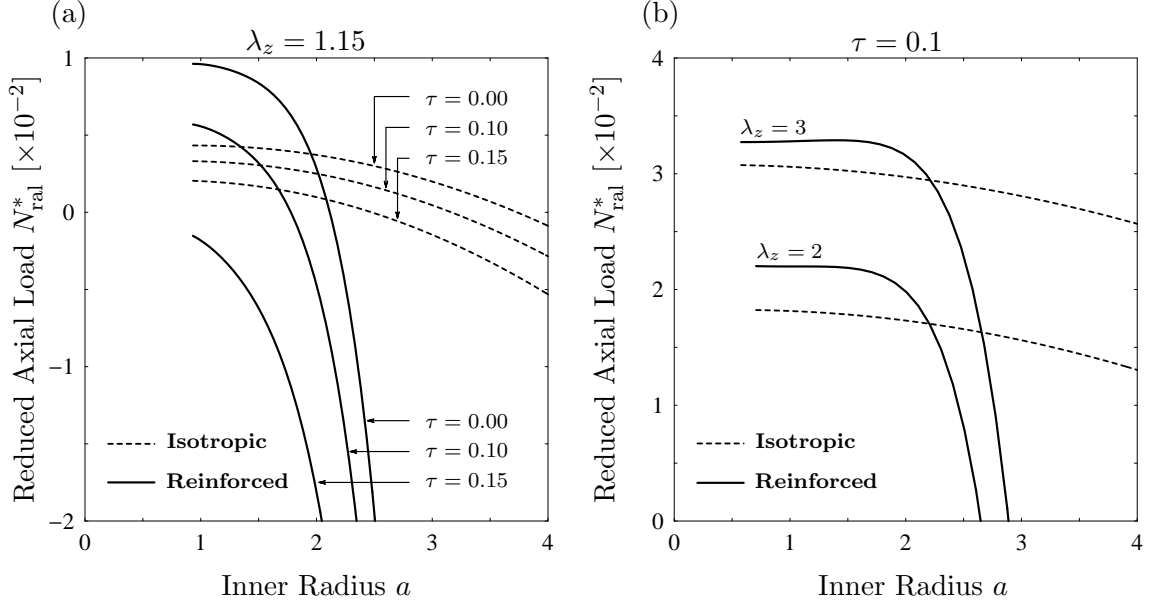 (a)
λz = 1.15
Reduced Axial Load N*ral [×10−2]
1
0
−1
−2
τ = 0.00
τ = 0.10
τ = 0.15
τ = 0.00
τ = 0.10
τ = 0.15
Isotropic
Reinforced
0 1 2 3 4
Inner Radius a
(b)
τ = 0.1
Reduced Axial Load N*ral [×10−2]
4
3
2
1
0
λz = 3
λz = 2
Isotropic
Reinforced
0 1 2 3 4
Inner Radius a